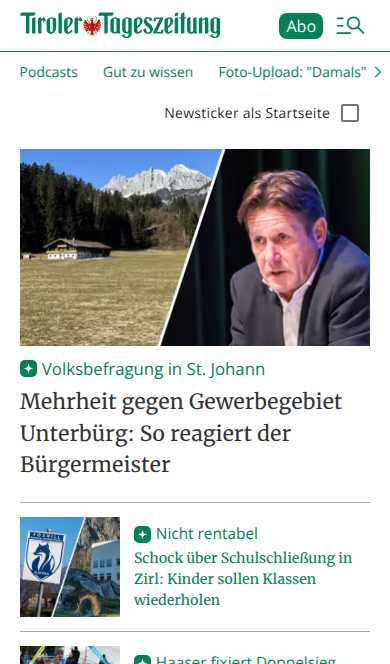 Tiroler Tageszeitung
Abo
Podcasts Gut zu wissen Foto-Upload: "Damals"
Newsticker als Startseite
Volksbefragung in St. Johann
Mehrheit gegen Gewerbegebiet
Unterbürg: So reagiert der
Bürgermeister
Nicht rentabel
Schock über Schulschließung in
Zirl: Kinder sollen Klassen
wiederholen
Haaser fixiert Doppelsieg